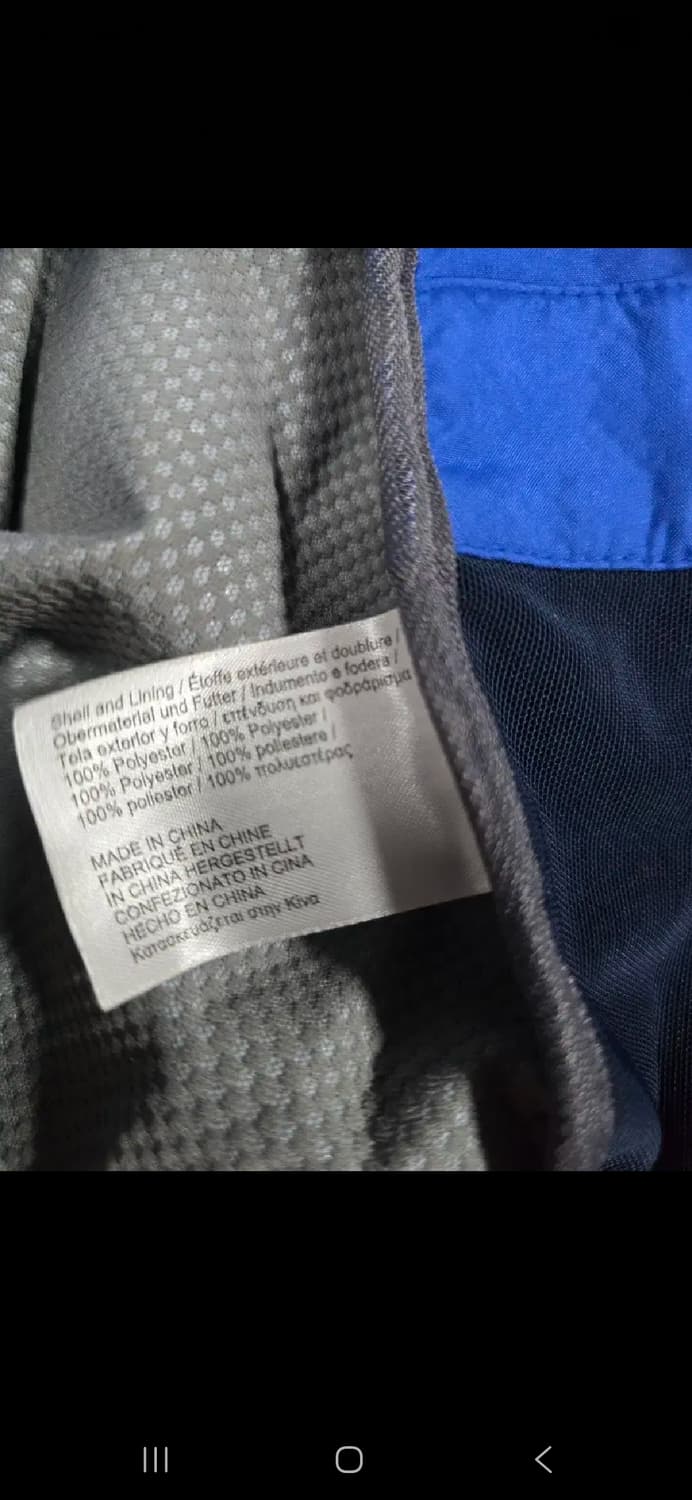 Shell and Lining / Étoffe extérieure et doublure /
Obermaterial und Futter / Indumento e fodera /
Tela exterior y forro / επένδυση και φοδράρισμα
100% Polyester / 100% Polyester /
100% Polyester / 100% poliestere /
100% poliester / 100% πολυεστέρας
MADE IN CHINA
FABRIQUÉ EN CHINE
IN CHINA HERGESTELLT
CONFEZIONATO IN CINA
HECHO EN CHINA
Κατασκευάζεται στην Κίνα